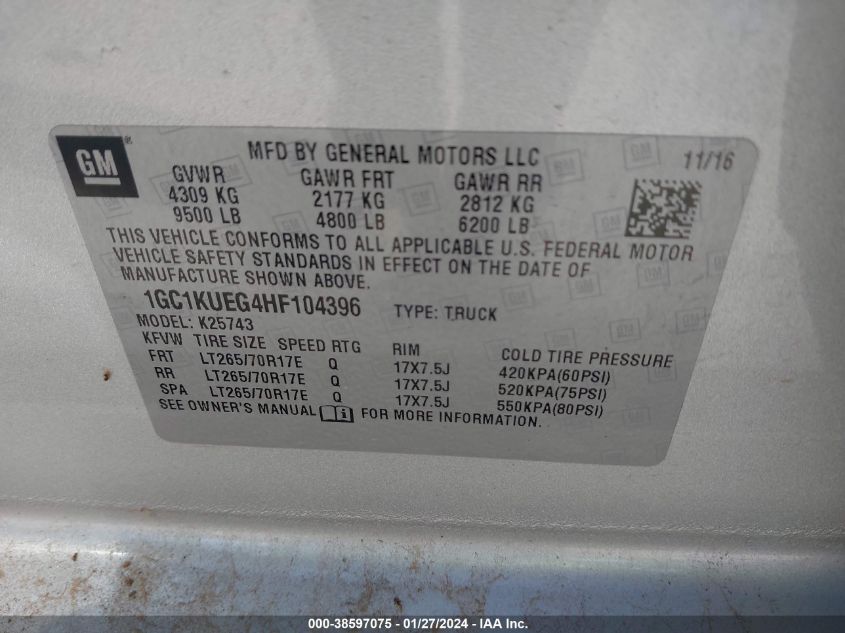 GM®
MFD BY GENERAL MOTORS LLC 11/16
GVWR GAWR FRT GAWR RR
4309 KG 2177 KG 2812 KG
9500 LB 4800 LB 6200 LB
THIS VEHICLE CONFORMS TO ALL APPLICABLE U.S. FEDERAL MOTOR
VEHICLE SAFETY STANDARDS IN EFFECT ON THE DATE OF
MANUFACTURE SHOWN ABOVE.
1GC1KUEG4HF104396 TYPE: TRUCK
MODEL: K25743
KFVW TIRE SIZE SPEED RTG RIM COLD TIRE PRESSURE
FRT LT265/70R17E Q 17X7.5J 420KPA(60PSI)
RR LT265/70R17E Q 17X7.5J 520KPA(75PSI)
SPA LT265/70R17E Q 17X7.5J 550KPA(80PSI)
SEE OWNER'S MANUAL FOR MORE INFORMATION.
000-38597075 - 01/27/2024 - IAA Inc.